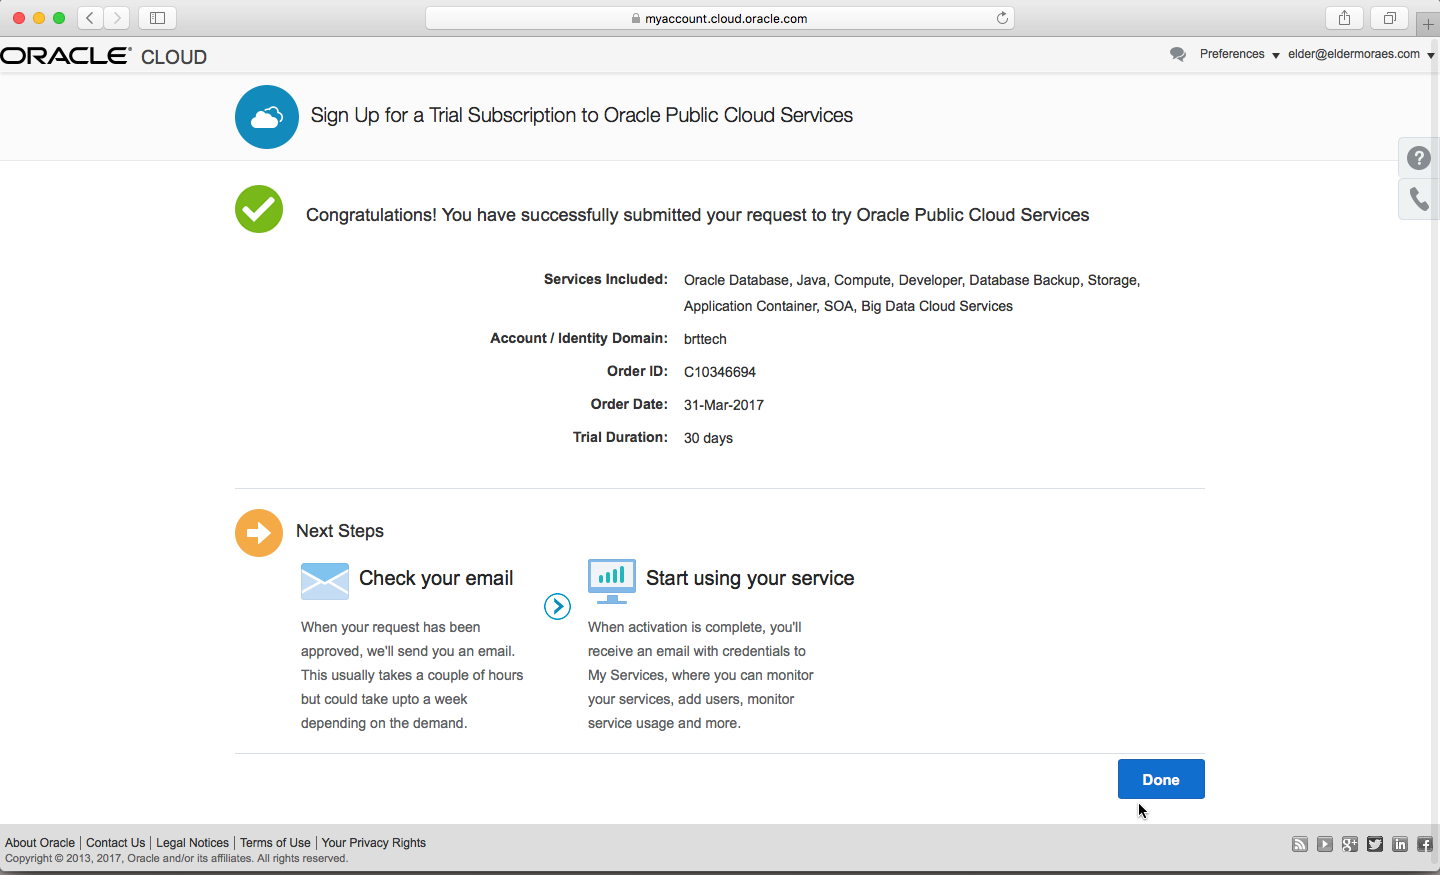 myaccount.cloud.oracle.com
ORACLE CLOUD
Preferences elder@eldermoraes.com
Sign Up for a Trial Subscription to Oracle Public Cloud Services
Congratulations! You have successfully submitted your request to try Oracle Public Cloud Services
Services Included: Oracle Database, Java, Compute, Developer, Database Backup, Storage,
Application Container, SOA, Big Data Cloud Services
Account / Identity Domain: brttech
Order ID: C10346694
Order Date: 31-Mar-2017
Trial Duration: 30 days
Next Steps
Check your email
When your request has been
approved, we'll send you an email.
This usually takes a couple of hours
but could take upto a week
depending on the demand.
Start using your service
When activation is complete, you'll
receive an email with credentials to
My Services, where you can monitor
your services, add users, monitor
service usage and more.
Done
About Oracle | Contact Us | Legal Notices | Terms of Use | Your Privacy Rights
Copyright © 2013, 2017, Oracle and/or its affiliates. All rights reserved.